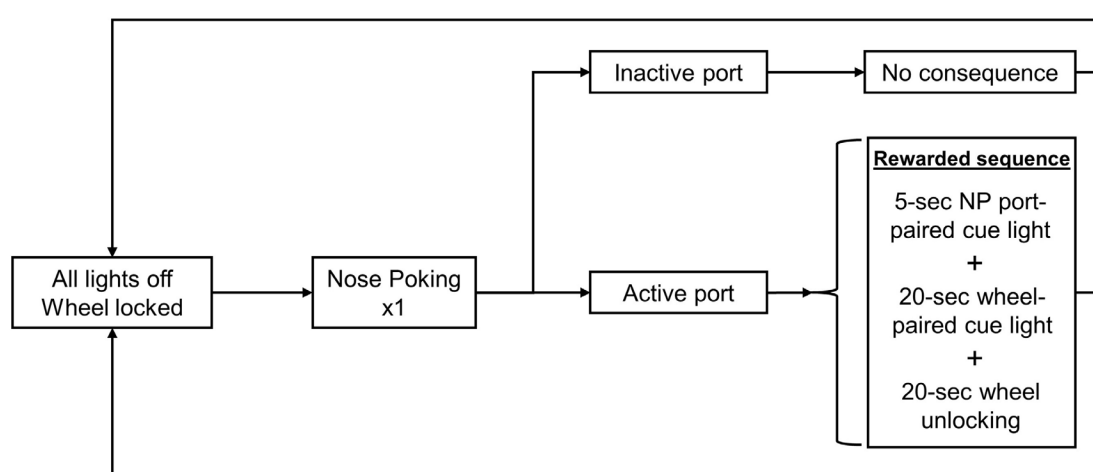 All lights off
Wheel locked
Nose Poking
x1
Inactive port
No consequence
Active port
Rewarded sequence
5-sec NP port-
paired cue light
+
20-sec wheel-
paired cue light
+
20-sec wheel
unlocking